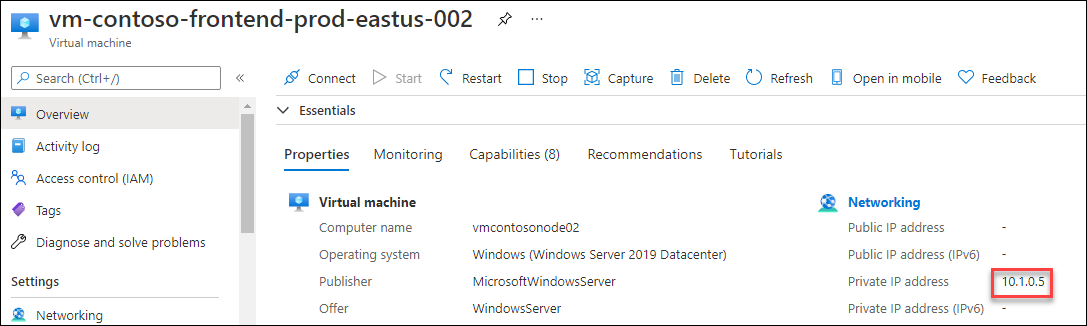 vm-contoso-frontend-prod-eastus-002
Virtual machine
Search (Ctrl+/)
Connect Start Restart Stop Capture Delete Refresh Open in mobile Feedback
Essentials
Overview
Activity log
Access control (IAM)
Tags
Diagnose and solve problems
Settings
Networking
Properties Monitoring Capabilities (8) Recommendations Tutorials
Virtual machine
Computer name vmcontosonode02
Operating system Windows (Windows Server 2019 Datacenter)
Publisher MicrosoftWindowsServer
Offer WindowsServer
Networking
Public IP address -
Public IP address (IPv6) -
Private IP address 10.1.0.5
Private IP address (IPv6) -